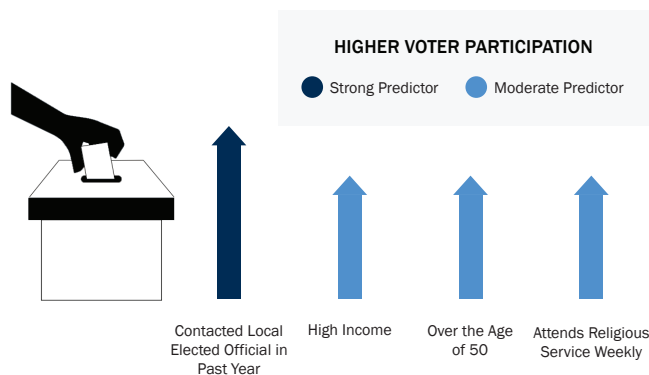 HIGHER VOTER PARTICIPATION
Strong Predictor
Moderate Predictor
Contacted Local
Elected Official in
Past Year
High Income
Over the Age
of 50
Attends Religious
Service Weekly